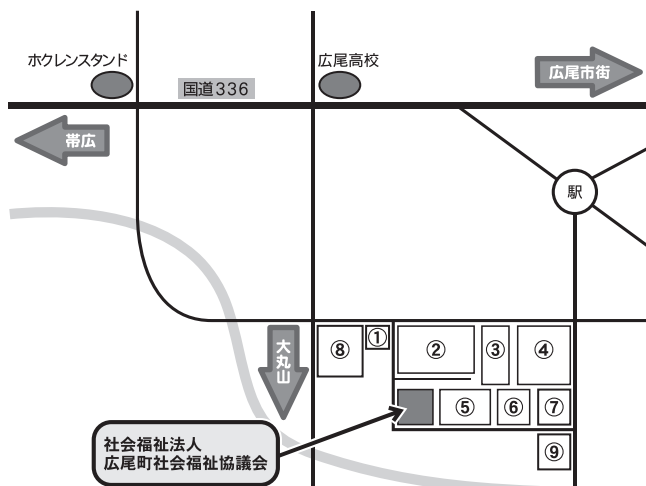 ホクレンスタンド
広尾高校
国道336
広尾市街
帯広
駅
大丸山
①
②
③
④
⑧
⑤
⑥
⑦
⑨
社会福祉法人
広尾町社会福祉協議会